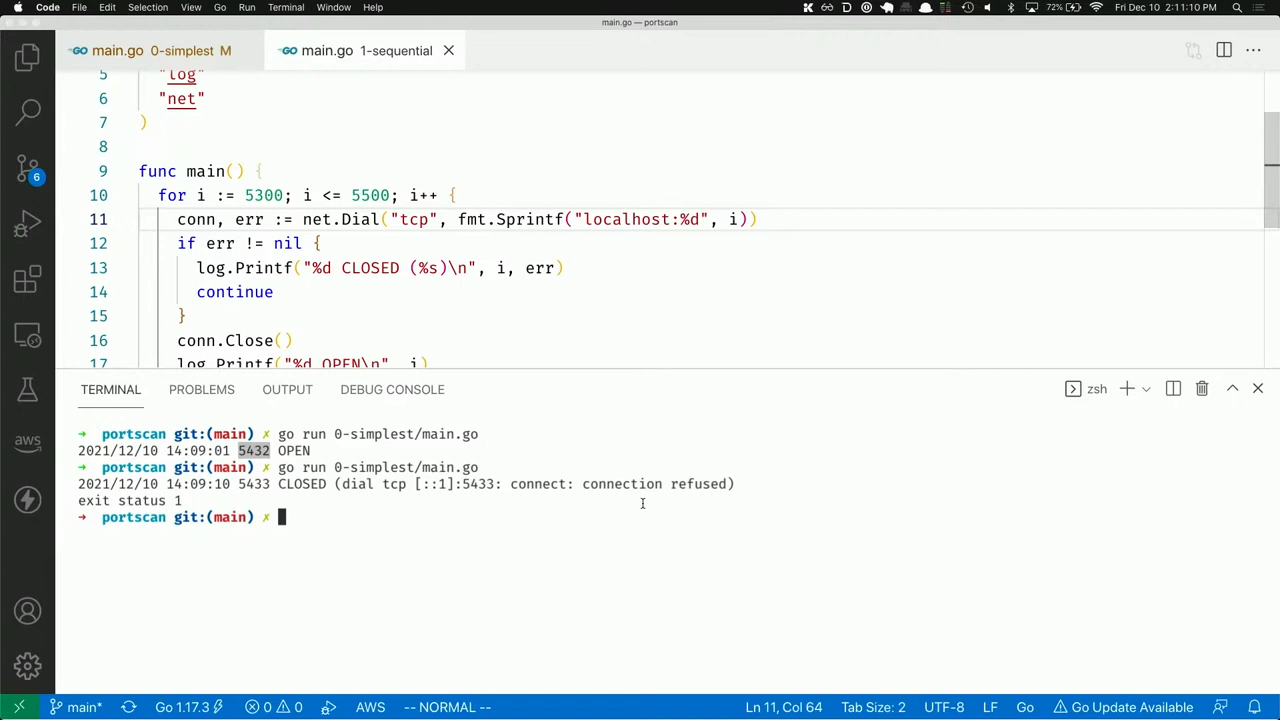 Code File Edit Selection View Go Run Terminal Window Help 72% Fri Dec 10 2:11:10 PM
main.go — portscan
main.go 0-simplest M
main.go 1-sequential
5 "log"
6 "net"
7 )
8
9 func main() {
10 for i := 5300; i <= 5500; i++ {
11 conn, err := net.Dial("tcp", fmt.Sprintf("localhost:%d", i))
12 if err != nil {
13 log.Printf("%d CLOSED (%s)\n", i, err)
14 continue
15 }
16 conn.Close()
17 log.Printf("%d OPEN\n", i)
TERMINAL PROBLEMS OUTPUT DEBUG CONSOLE zsh
→ portscan git:(main) ✗ go run 0-simplest/main.go
2021/12/10 14:09:01 5432 OPEN
→ portscan git:(main) ✗ go run 0-simplest/main.go
2021/12/10 14:09:10 5433 CLOSED (dial tcp [::1]:5433: connect: connection refused)
exit status 1
→ portscan git:(main) ✗
6
aws
main* Go 1.17.3 0 0 AWS -- NORMAL -- Ln 11, Col 64 Tab Size: 2 UTF-8 LF Go Go Update Available